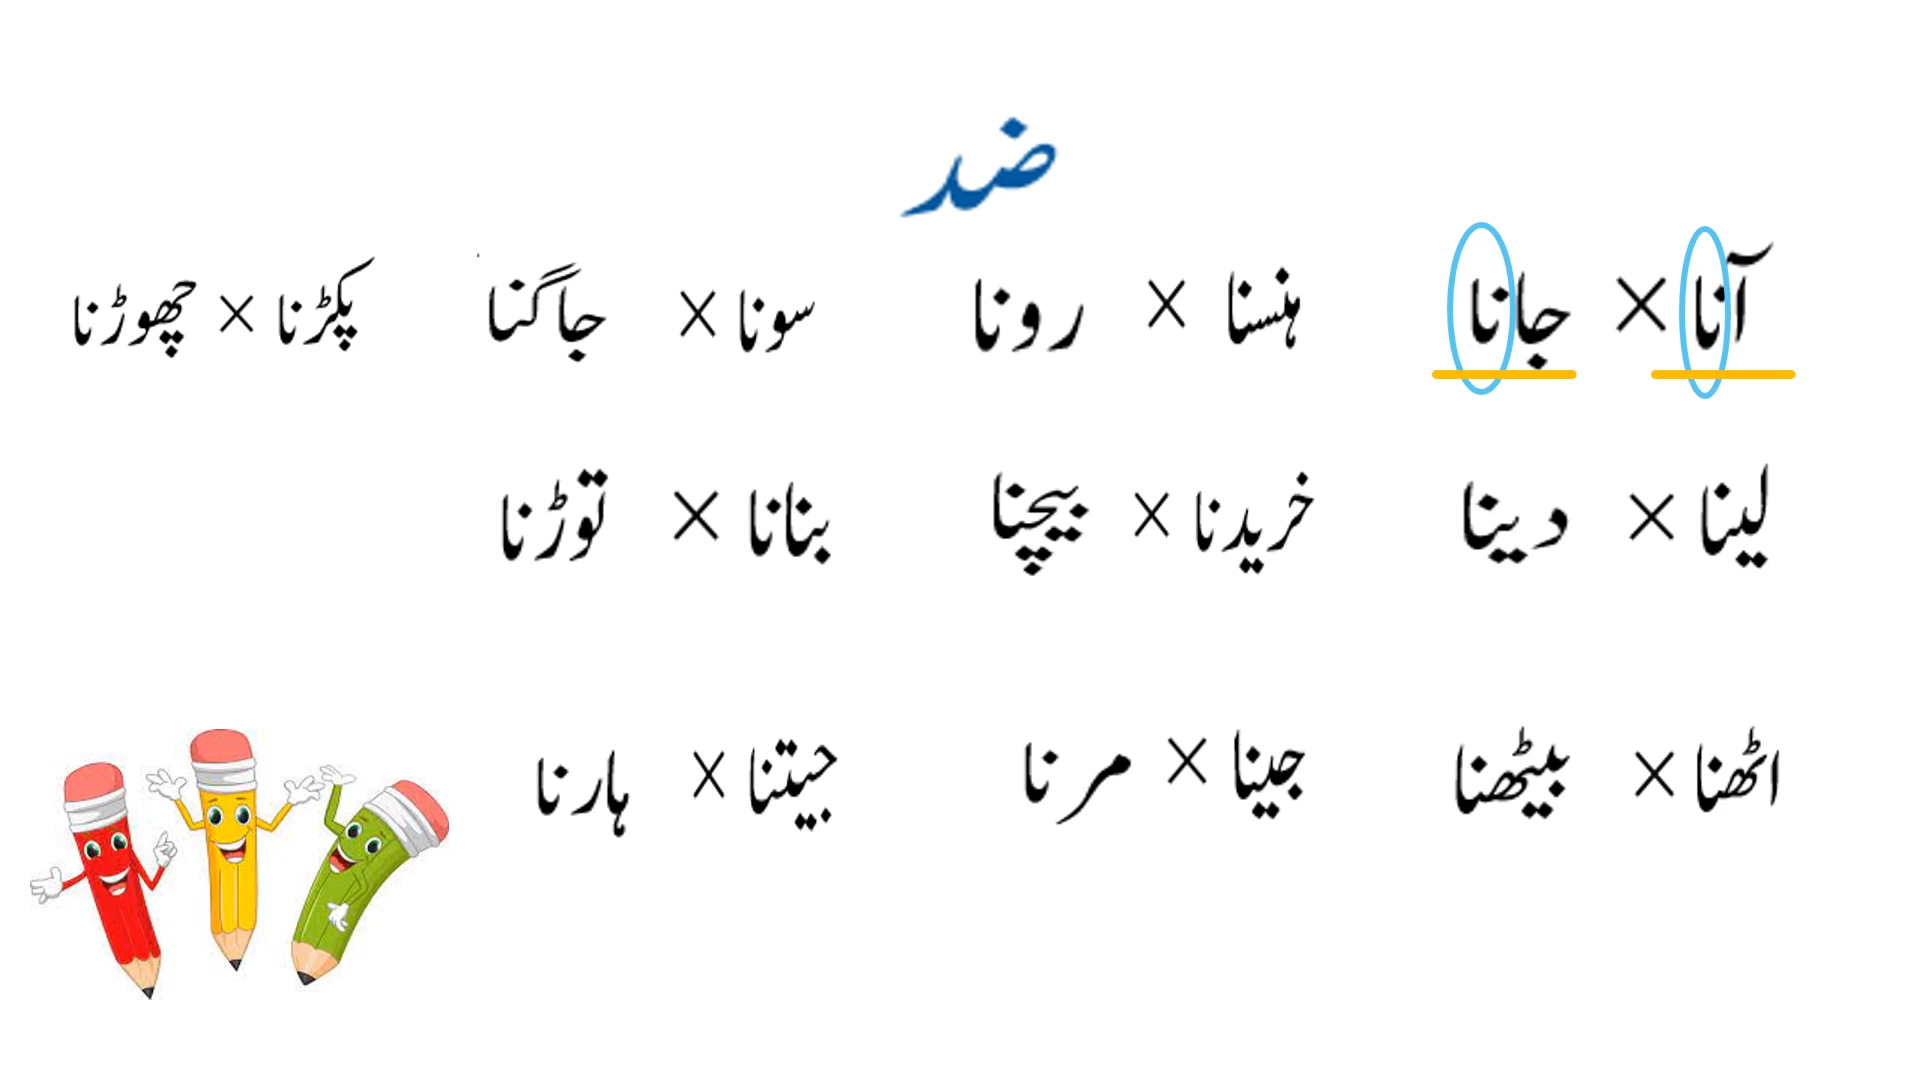 ضد
آنا × جانا ہنسنا × رونا سونا × جاگنا پکڑنا × چھوڑنا
لینا × دینا خریدنا × بیچنا بنانا × توڑنا
اٹھنا × بیٹھنا جینا × مرنا جیتنا × ہارنا